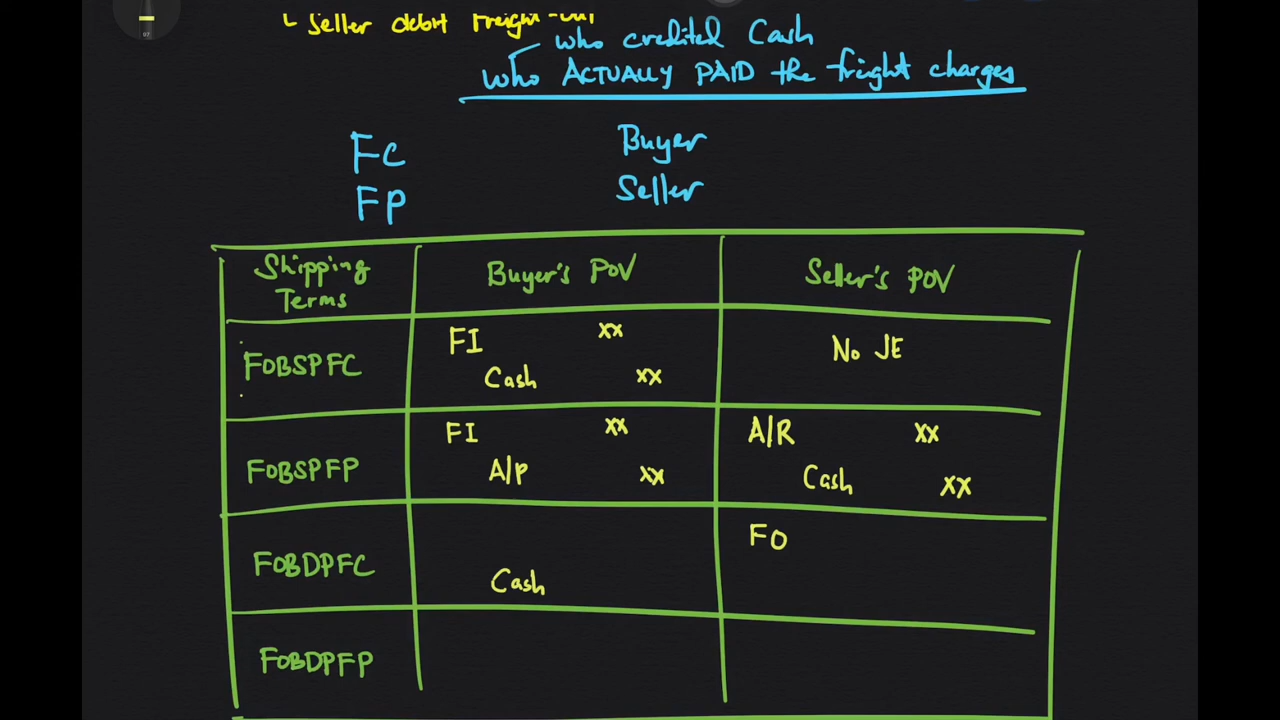 └ Seller debit Freight-out
who credited Cash
who ACTUALLY PAID the frieght charges
FC Buyer
FP Seller
Shipping Terms Buyer's POV Seller's POV
FOBSPFC FI xx No JE
Cash xx
FOBSPFP FI xx A/R xx
A/P xx Cash xx
FOBDPFC FO
Cash
FOBDPFP